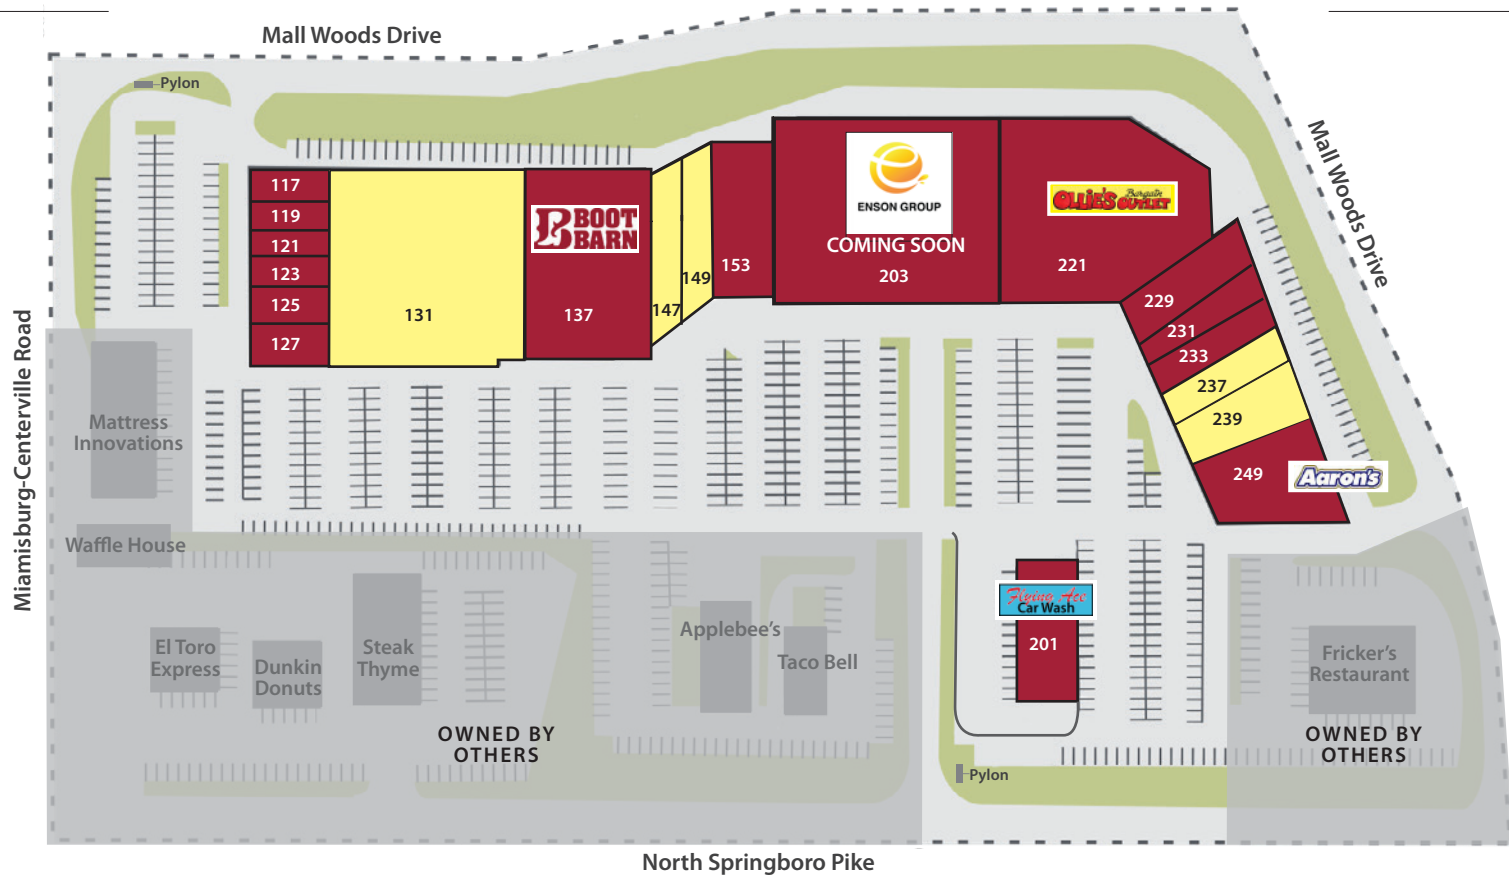 Mall Woods Drive
Pylon
Mall Woods Drive
117
119
121
123
125
127
131
BOOT
BARN
137
147
149
153
ENSON GROUP
COMING SOON
203
OLLIE'S Bargain
OUTLET
221
229
231
233
237
239
249
Aaron's
Miamisburg-Centerville Road
Mattress
Innovations
Waffle House
El Toro
Express
Dunkin
Donuts
Steak
Thyme
Applebee's
Taco Bell
OWNED BY
OTHERS
Flying Ace
Car Wash
201
Fricker's
Restaurant
OWNED BY
OTHERS
Pylon
North Springboro Pike